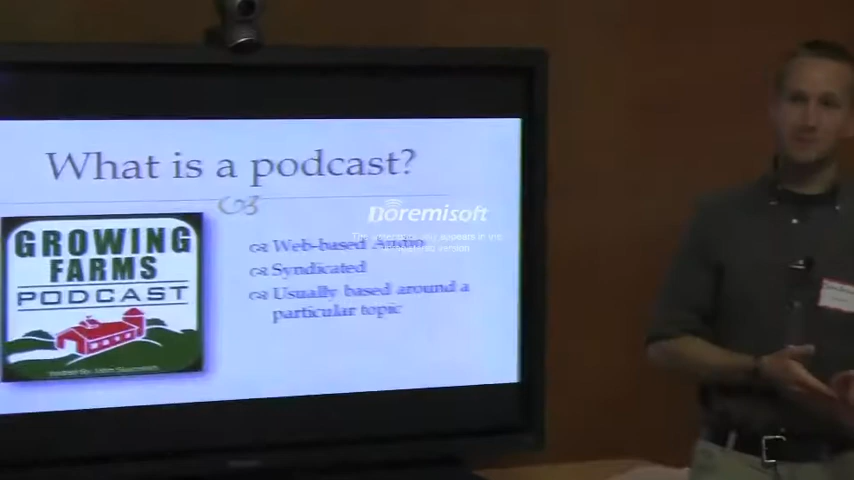 What is a podcast?
GROWING
FARMS
PODCAST
Web-based Audio
Syndicated
Usually based around a
particular topic
Doremisoft